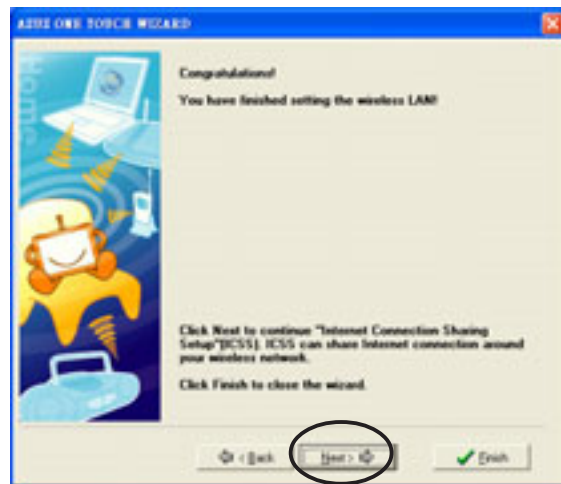 ASUS ONE TOUCH WIZARD
Home
Congratulations!
You have finished setting the wireless LAN!
Click Next to continue "Internet Connection Sharing
Setup"(ICSS). ICSS can share Internet connection around
your wireless network.
Click Finish to close the wizard.
< Back
Next >
Finish